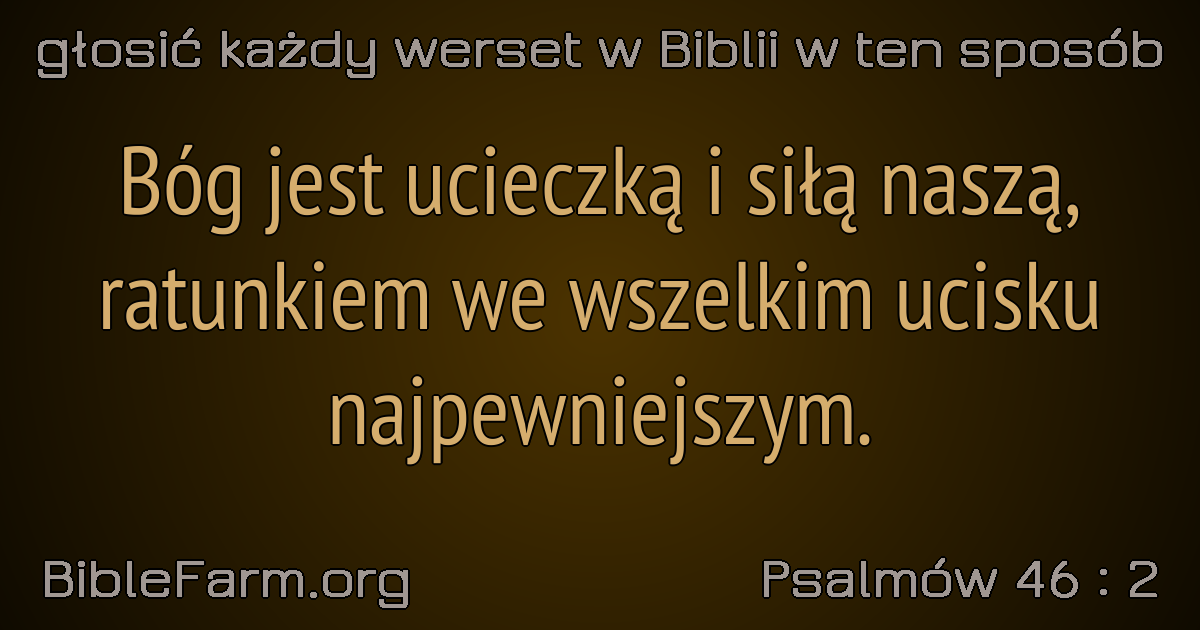 głosić każdy werset w Biblii w ten sposób
Bóg jest ucieczką i siłą naszą,
ratunkiem we wszelkim ucisku
najpewniejszym.
BibleFarm.org
Psalmów 46 : 2